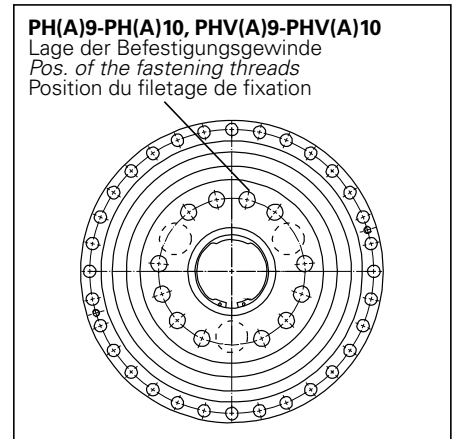 PH(A)9-PH(A)10, PHV(A)9-PHV(A)10
Lage der Befestigungsgewinde
Pos. of the fastening threads
Position du filetage de fixation